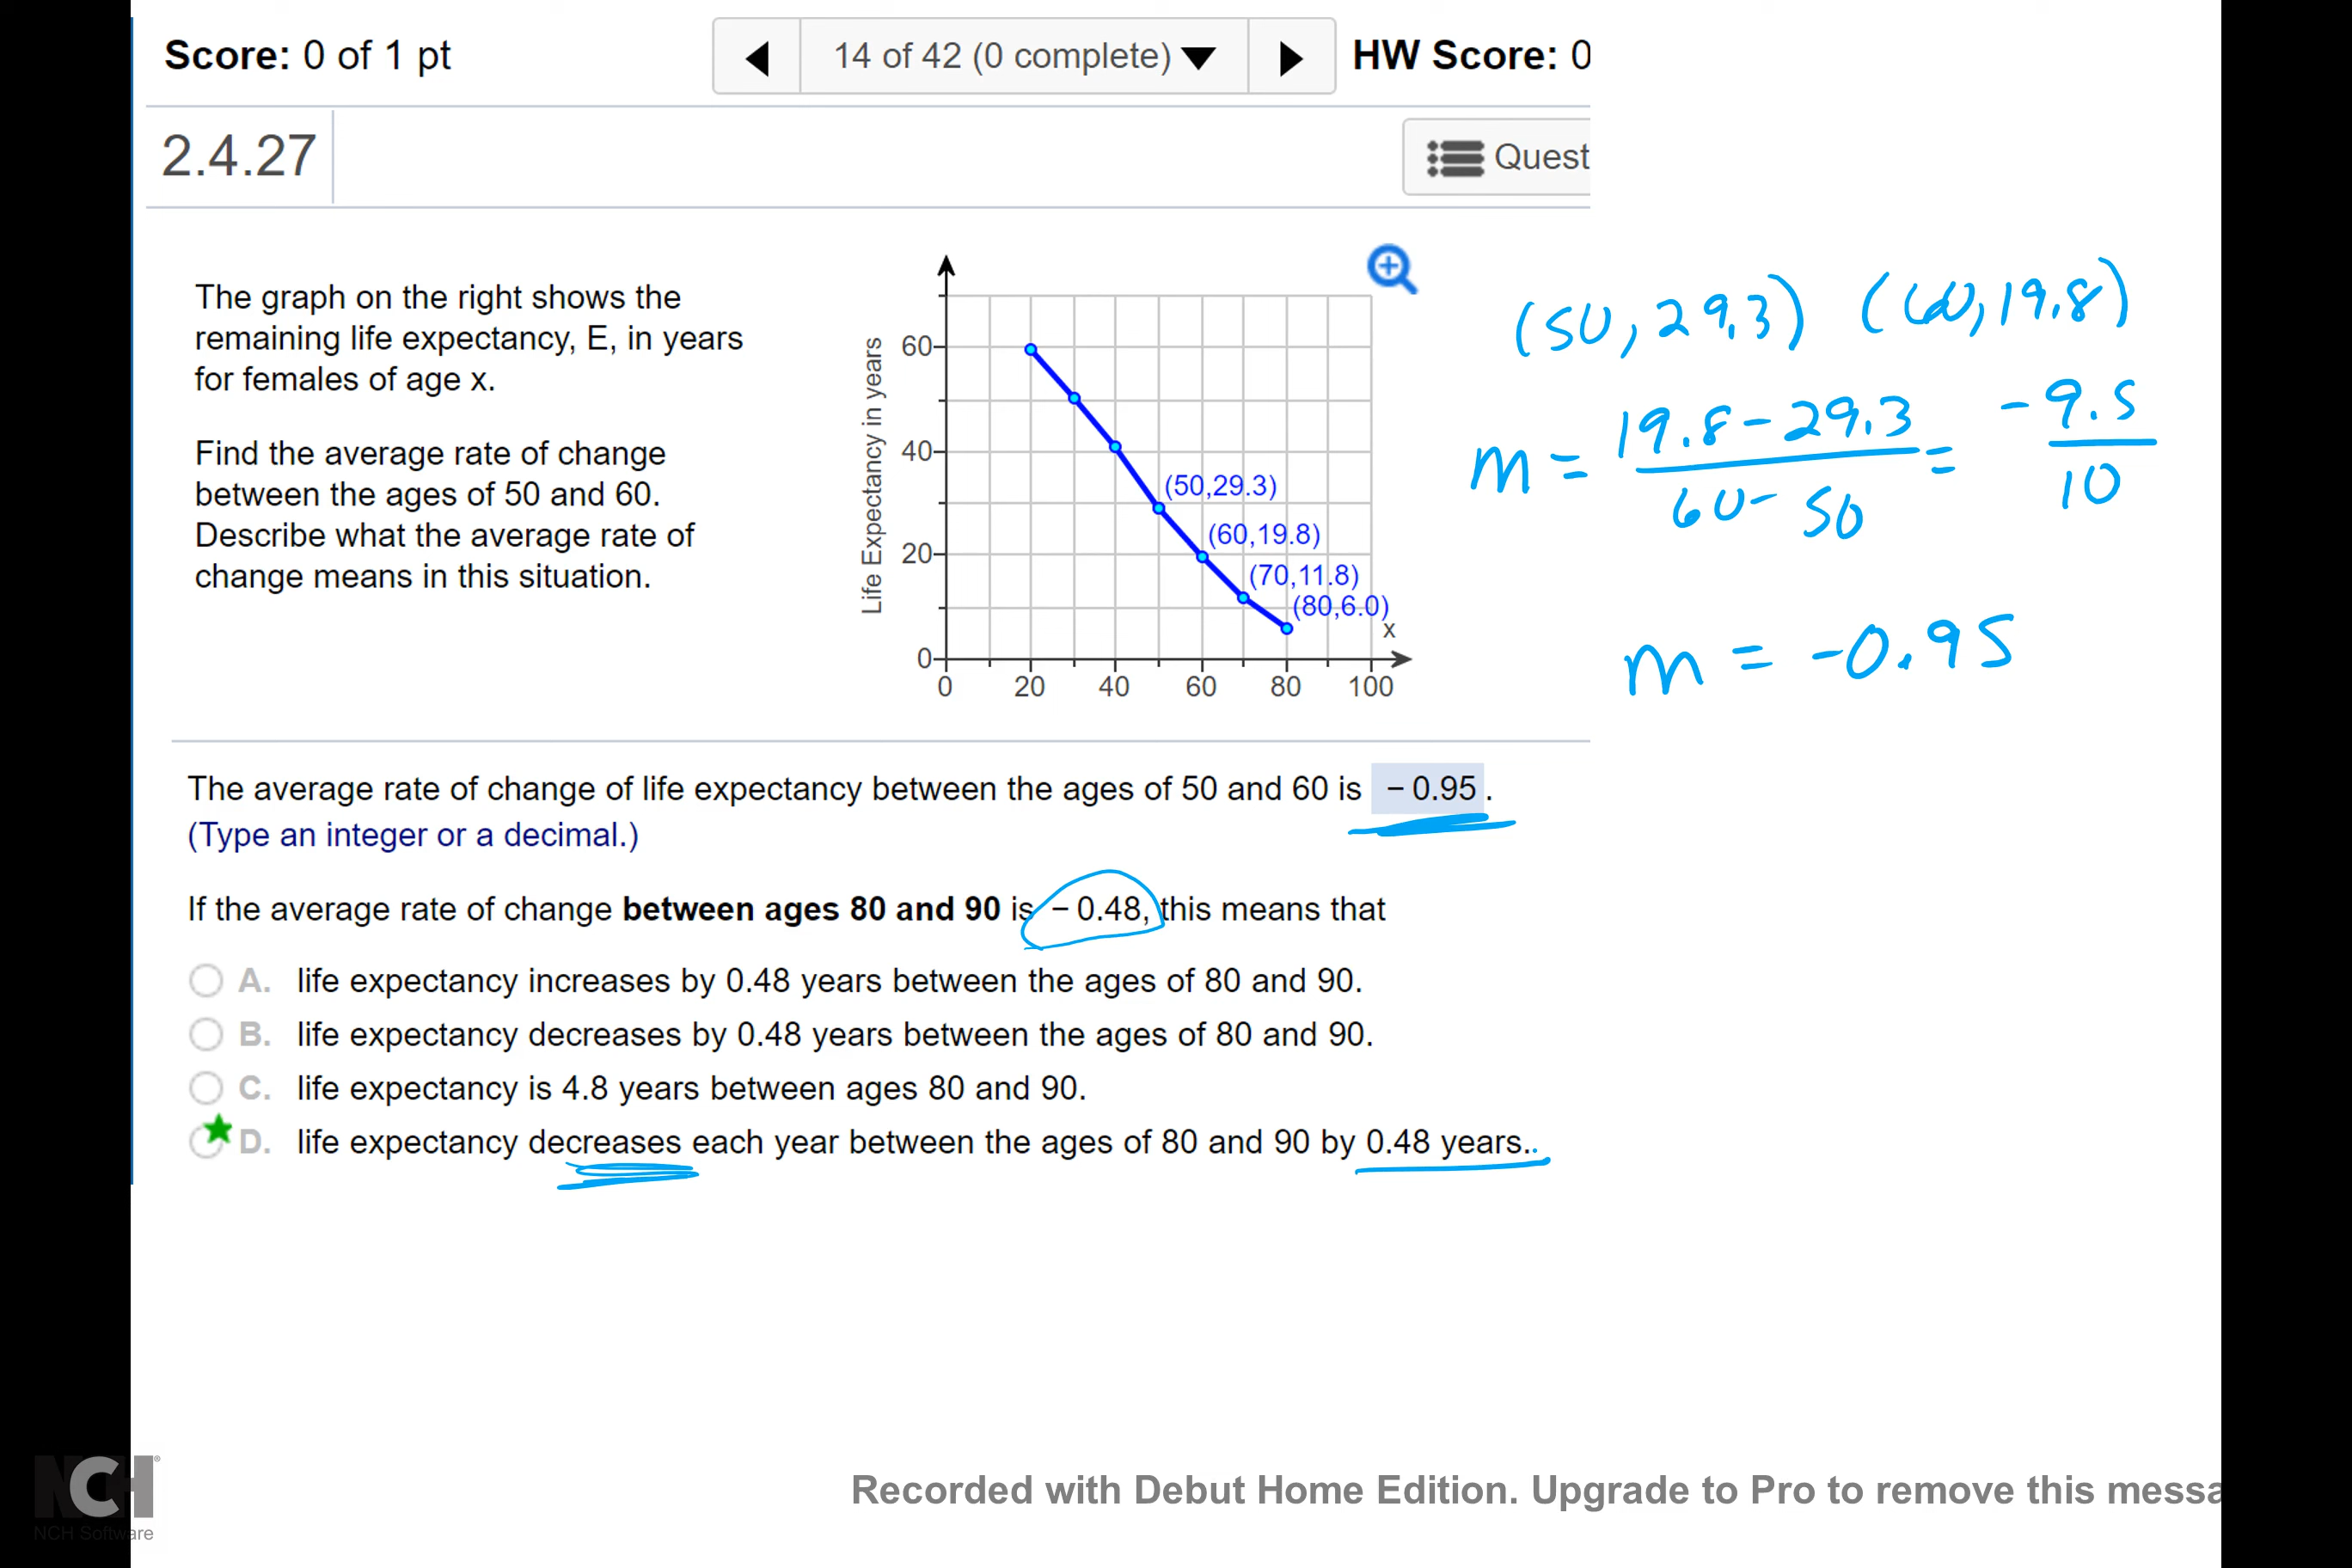 Score: 0 of 1 pt
14 of 42 (0 complete)
HW Score: 0
2.4.27
Quest
The graph on the right shows the
remaining life expectancy, E, in years
for females of age x.
Find the average rate of change
between the ages of 50 and 60.
Describe what the average rate of
change means in this situation.
Life Expectancy in years
60
40
20
0
0 20 40 60 80 100
x
(50,29.3)
(60,19.8)
(70,11.8)
(80,6.0)
(50, 29.3) (60, 19.8)
m = 19.8 - 29.3 / 60 - 50 = -9.5 / 10
m = -0.95
The average rate of change of life expectancy between the ages of 50 and 60 is − 0.95 .
(Type an integer or a decimal.)
If the average rate of change between ages 80 and 90 is − 0.48, this means that
A. life expectancy increases by 0.48 years between the ages of 80 and 90.
B. life expectancy decreases by 0.48 years between the ages of 80 and 90.
C. life expectancy is 4.8 years between ages 80 and 90.
D. life expectancy decreases each year between the ages of 80 and 90 by 0.48 years..
NCH®
NCH Software
Recorded with Debut Home Edition. Upgrade to Pro to remove this messa